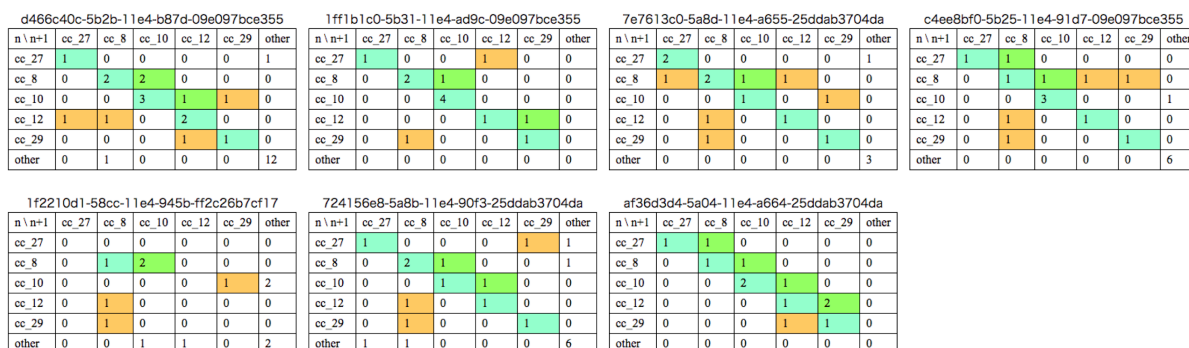 d466c40c-5b2b-11e4-b87d-09e097bce355
n \ n+1 cc_27 cc_8 cc_10 cc_12 cc_29 other
cc_27 1 0 0 0 0 1
cc_8 0 2 2 0 0 0
cc_10 0 0 3 1 1 0
cc_12 1 1 0 2 0 0
cc_29 0 0 0 1 1 0
other 0 1 0 0 0 12
1ff1b1c0-5b31-11e4-ad9c-09e097bce355
n \ n+1 cc_27 cc_8 cc_10 cc_12 cc_29 other
cc_27 1 0 0 1 0 0
cc_8 0 2 1 0 0 0
cc_10 0 0 4 0 0 0
cc_12 0 0 0 1 1 0
cc_29 0 1 0 0 1 0
other 0 0 0 0 0 0
7e7613c0-5a8d-11e4-a655-25ddab3704da
n \ n+1 cc_27 cc_8 cc_10 cc_12 cc_29 other
cc_27 2 0 0 0 0 1
cc_8 1 2 1 1 0 0
cc_10 0 0 1 0 1 0
cc_12 0 1 0 1 0 0
cc_29 0 1 0 0 1 0
other 0 0 0 0 0 3
c4ee8bf0-5b25-11e4-91d7-09e097bce355
n \ n+1 cc_27 cc_8 cc_10 cc_12 cc_29 other
cc_27 1 1 0 0 0 0
cc_8 0 1 1 1 1 0
cc_10 0 0 3 0 0 1
cc_12 0 1 0 1 0 0
cc_29 0 1 0 0 1 0
other 0 0 0 0 0 6
1f2210d1-58cc-11e4-945b-ff2c26b7cf17
n \ n+1 cc_27 cc_8 cc_10 cc_12 cc_29 other
cc_27 0 0 0 0 0 0
cc_8 0 1 2 0 0 0
cc_10 0 0 0 0 1 2
cc_12 0 1 0 0 0 0
cc_29 0 1 0 0 0 0
other 0 0 1 1 0 2
724156e8-5a8b-11e4-90f3-25ddab3704da
n \ n+1 cc_27 cc_8 cc_10 cc_12 cc_29 other
cc_27 1 0 0 0 1 1
cc_8 0 2 1 0 0 1
cc_10 0 0 1 1 0 0
cc_12 0 1 0 1 0 0
cc_29 0 1 0 0 1 0
other 1 1 0 0 0 6
af36d3d4-5a04-11e4-a664-25ddab3704da
n \ n+1 cc_27 cc_8 cc_10 cc_12 cc_29 other
cc_27 1 1 0 0 0 0
cc_8 0 1 1 0 0 0
cc_10 0 0 2 1 0 0
cc_12 0 0 0 1 2 0
cc_29 0 0 0 1 1 0
other 0 0 0 0 0 0